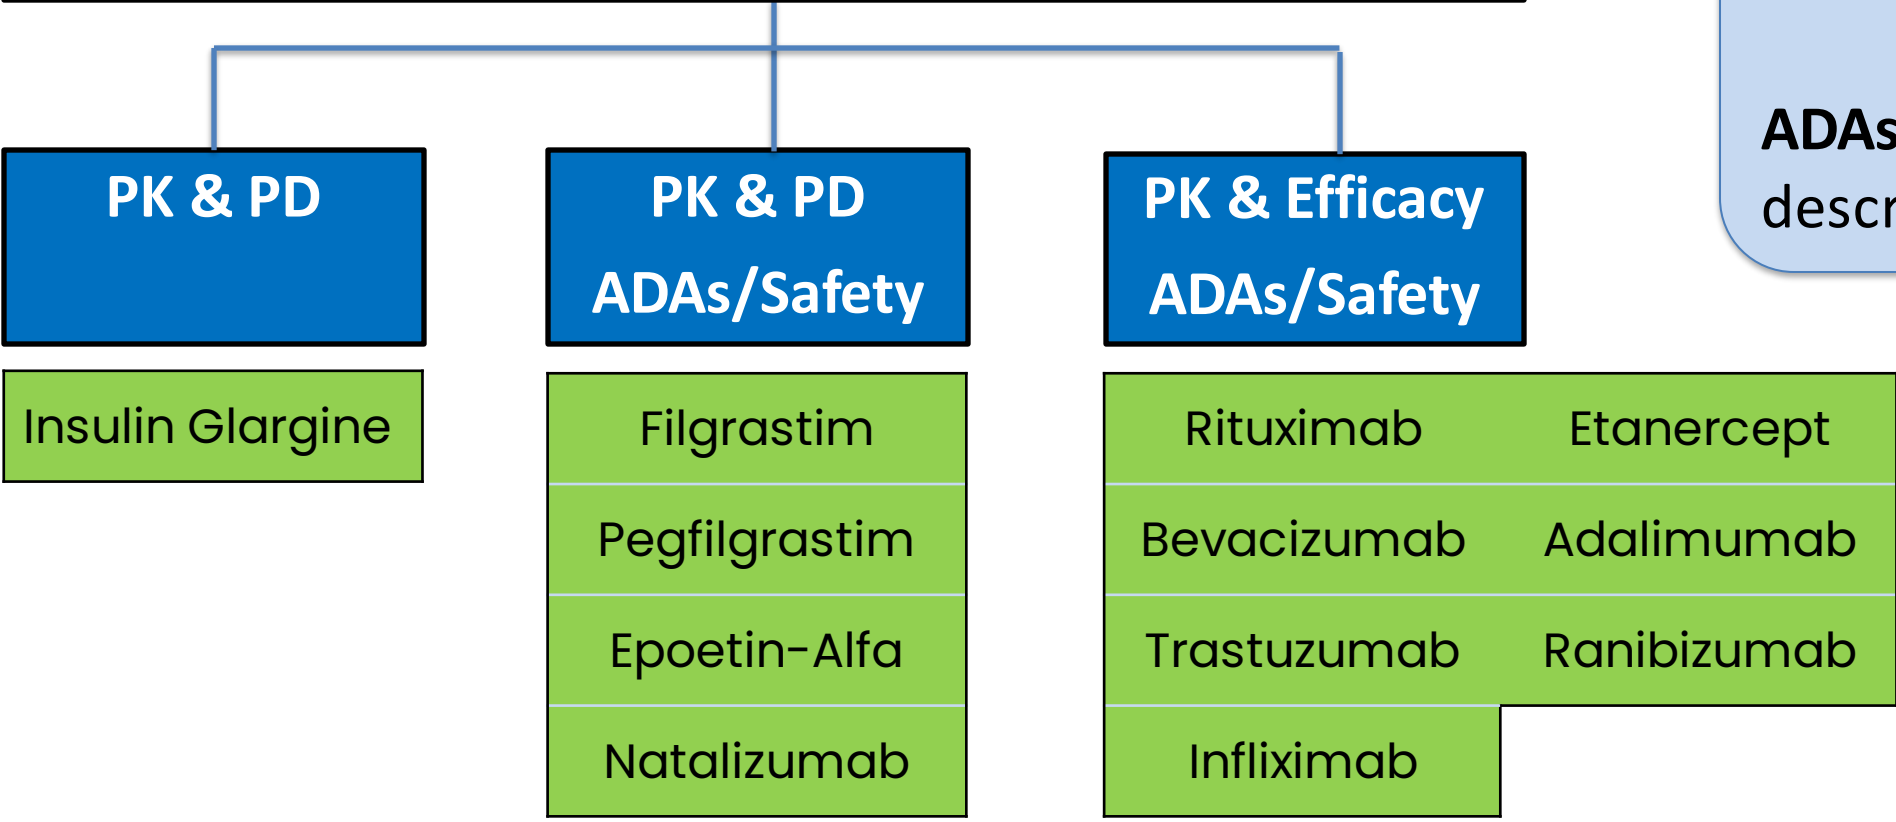 ADAs
PK & PD
PK & PD
ADAs/Safety
PK & Efficacy
ADAs/Safety
Insulin Glargine
Filgrastim
Pegfilgrastim
Epoetin-Alfa
Natalizumab
Rituximab Etanercept
Bevacizumab Adalimumab
Trastuzumab Ranibizumab
Infliximab